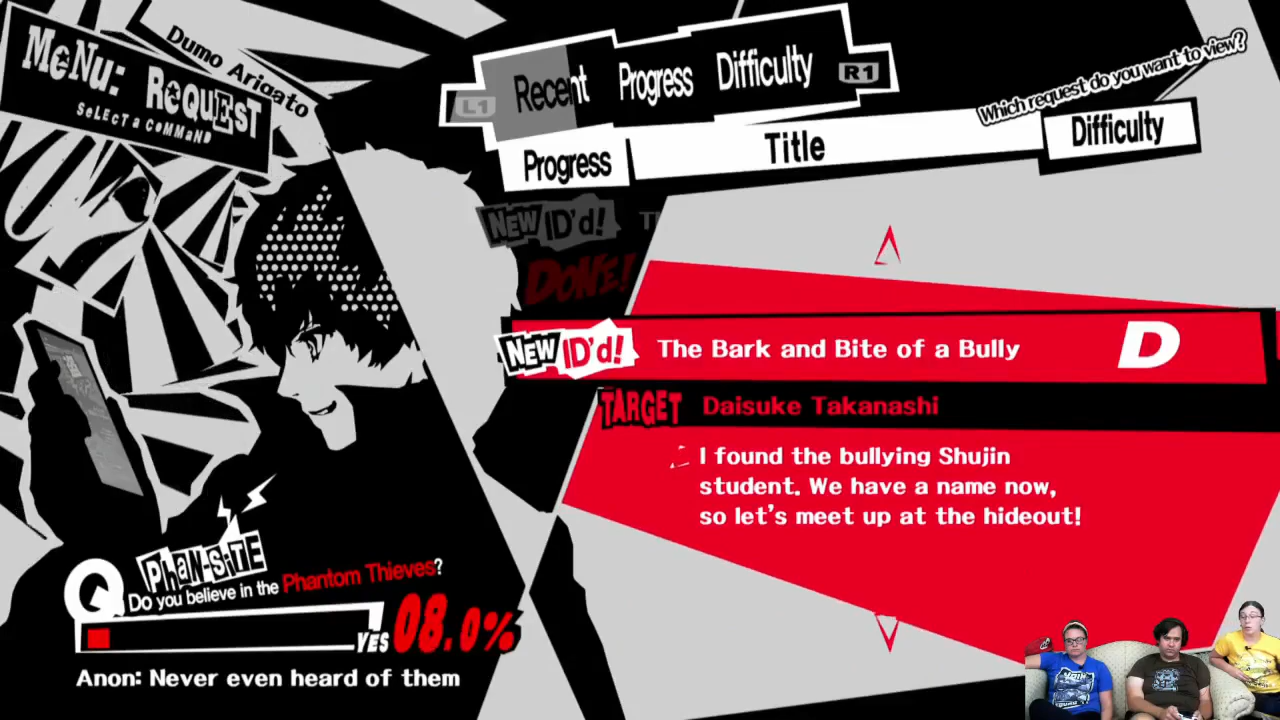 MeNu: ReQuEST
SeLEcT a CoMMaND
Dumo Arigato
L1 Recent Progress Difficulty R1
Which request do you want to view?
Progress Title Difficulty
NEW ID'd!
DONE!
NEW ID'd! The Bark and Bite of a Bully D
TARGET Daisuke Takanashi
I found the bullying Shujin
student. We have a name now,
so let's meet up at the hideout!
PhaN-SiTE
Q Do you believe in the Phantom Thieves?
YES 08.0%
Anon: Never even heard of them